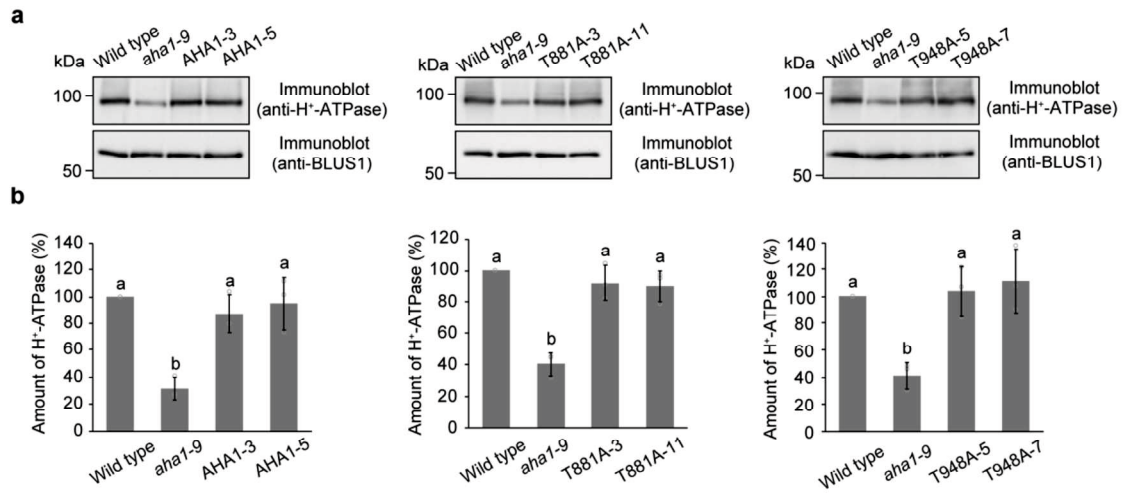 a
Wild type aha1-9 AHA1-3 AHA1-5
kDa
100
Immunoblot
(anti-H⁺-ATPase)
50
Immunoblot
(anti-BLUS1)
Wild type aha1-9 T881A-3 T881A-11
kDa
100
Immunoblot
(anti-H⁺-ATPase)
50
Immunoblot
(anti-BLUS1)
Wild type aha1-9 T948A-5 T948A-7
kDa
100
Immunoblot
(anti-H⁺-ATPase)
50
Immunoblot
(anti-BLUS1)
b
Amount of H⁺-ATPase (%)
140
120
100
80
60
40
20
0
a b a a
Wild type aha1-9 AHA1-3 AHA1-5
Amount of H⁺-ATPase (%)
120
100
80
60
40
20
0
a b a a
Wild type aha1-9 T881A-3 T881A-11
Amount of H⁺-ATPase (%)
140
120
100
80
60
40
20
0
a b a a
Wild type aha1-9 T948A-5 T948A-7